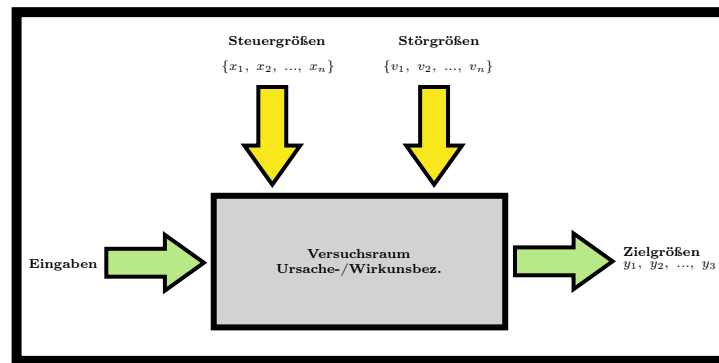 Steuergrößen
{x₁, x₂, ..., xₙ}
Störgrößen
{v₁, v₂, ..., vₙ}
Eingaben
Versuchsraum
Ursache-/Wirkunsbez.
Zielgrößen
y₁, y₂, ..., y₃